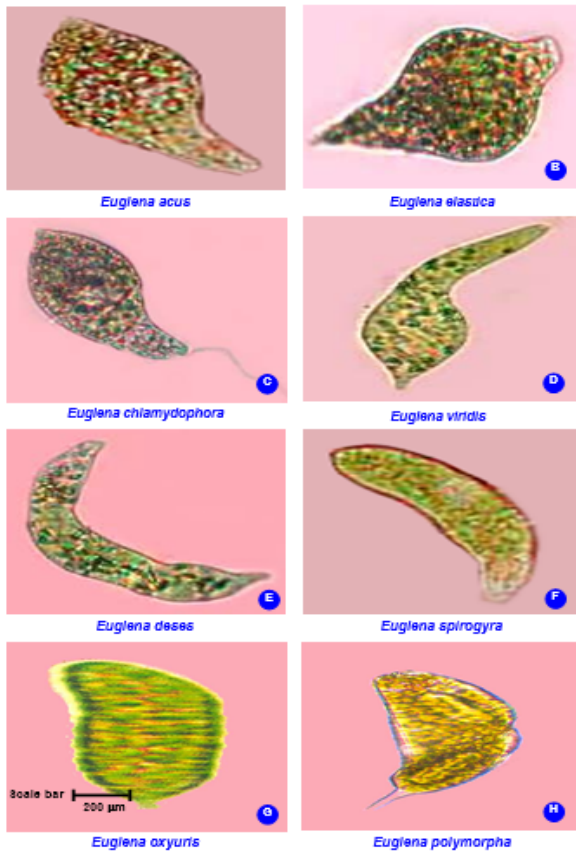 Euglena acus
B
Euglena elastica
C
Euglena chlamydophora
D
Euglena viridis
E
Euglena deses
F
Euglena spirogyra
Scale bar
200 µm
G
Euglena oxyuris
H
Euglena polymorpha